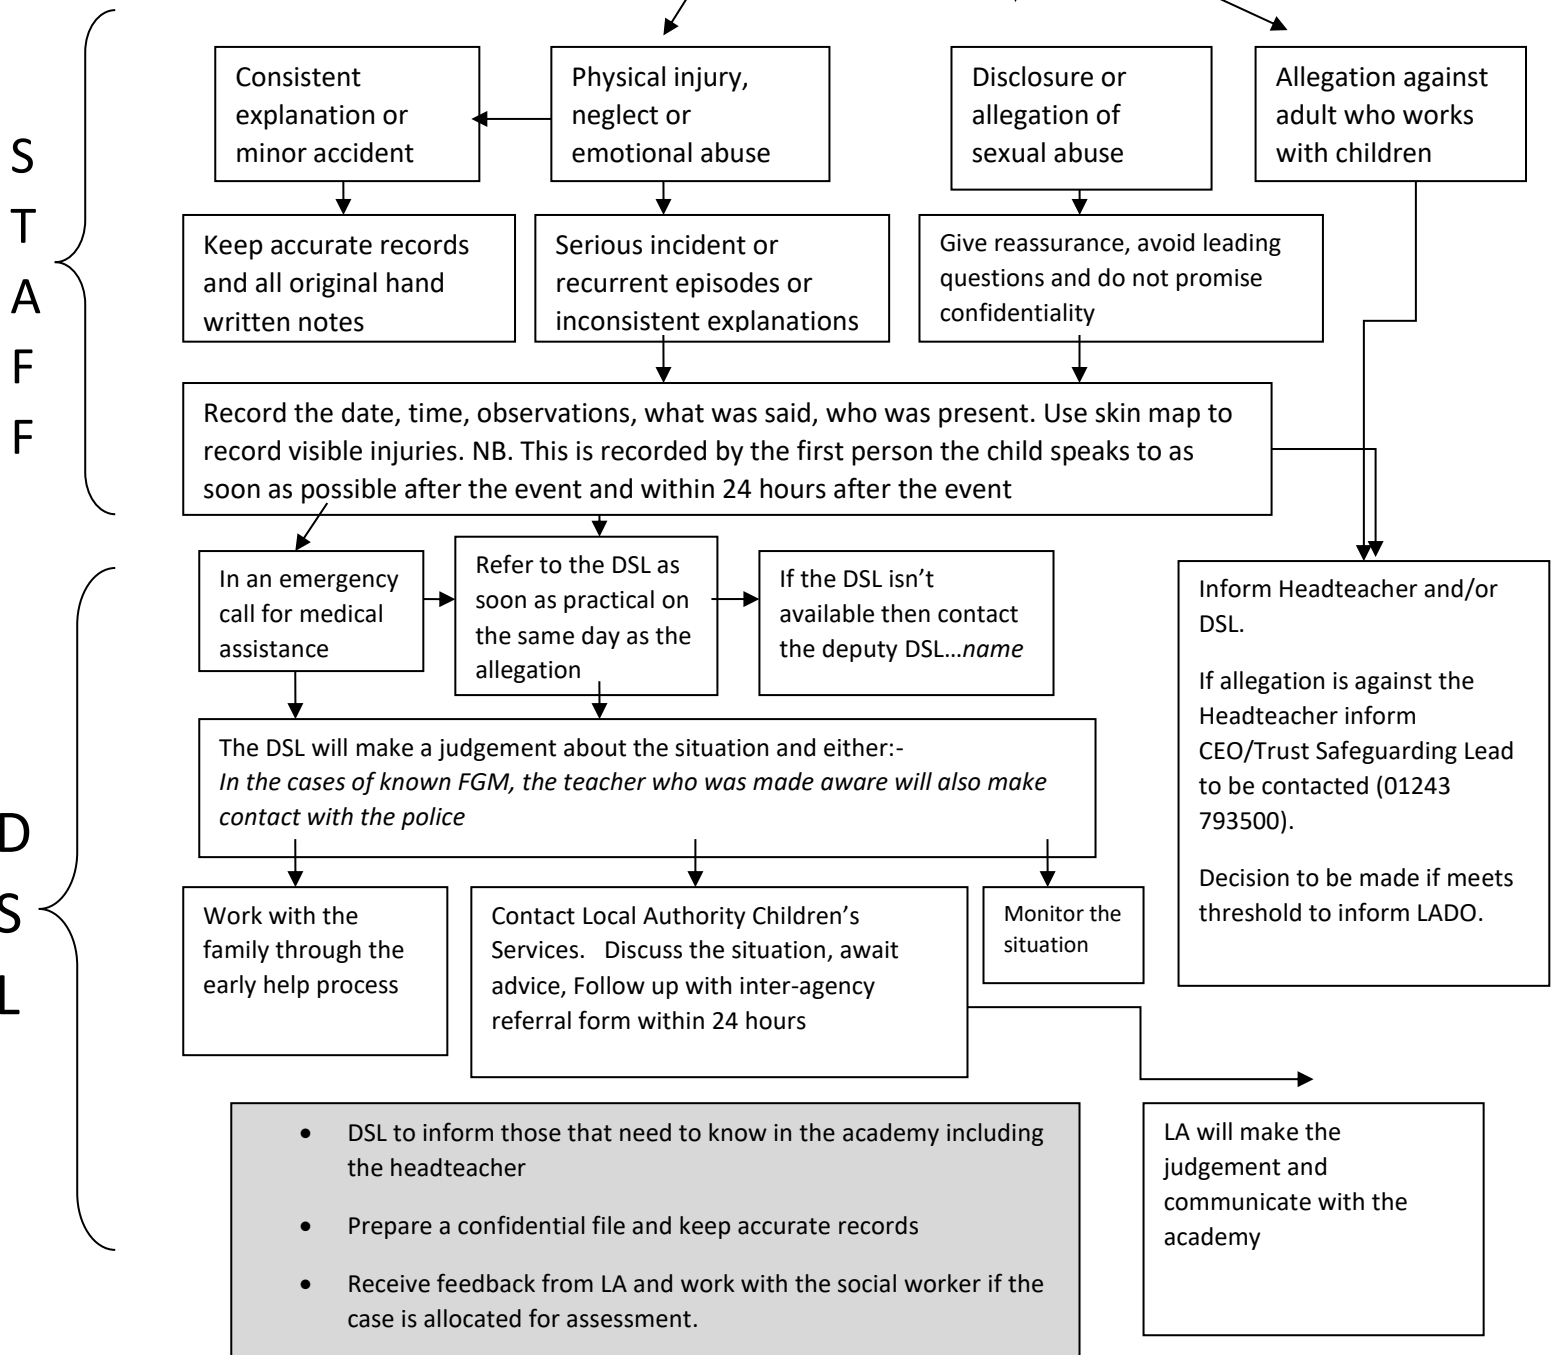 S
T
A
F
F
Consistent
explanation or
minor accident
Physical injury,
neglect or
emotional abuse
Disclosure or
allegation of
sexual abuse
Allegation against
adult who works
with children
Keep accurate records
and all original hand
written notes
Serious incident or
recurrent episodes or
inconsistent explanations
Give reassurance, avoid leading
questions and do not promise
confidentiality
Record the date, time, observations, what was said, who was present. Use skin map to
record visible injuries. NB. This is recorded by the first person the child speaks to as
soon as possible after the event and within 24 hours after the event
D
S
L
In an emergency
call for medical
assistance
Refer to the DSL as
soon as practical on
the same day as the
allegation
If the DSL isn’t
available then contact
the deputy DSL…name
Inform Headteacher and/or
DSL.
If allegation is against the
Headteacher inform
CEO/Trust Safeguarding Lead
to be contacted (01243
793500).
Decision to be made if meets
threshold to inform LADO.
The DSL will make a judgement about the situation and either:-
In the cases of known FGM, the teacher who was made aware will also make
contact with the police
Work with the
family through the
early help process
Contact Local Authority Children’s
Services.   Discuss the situation, await
advice, Follow up with inter-agency
referral form within 24 hours
Monitor the
situation
• DSL to inform those that need to know in the academy including
the headteacher
• Prepare a confidential file and keep accurate records
• Receive feedback from LA and work with the social worker if the
case is allocated for assessment.
LA will make the
judgement and
communicate with the
academy